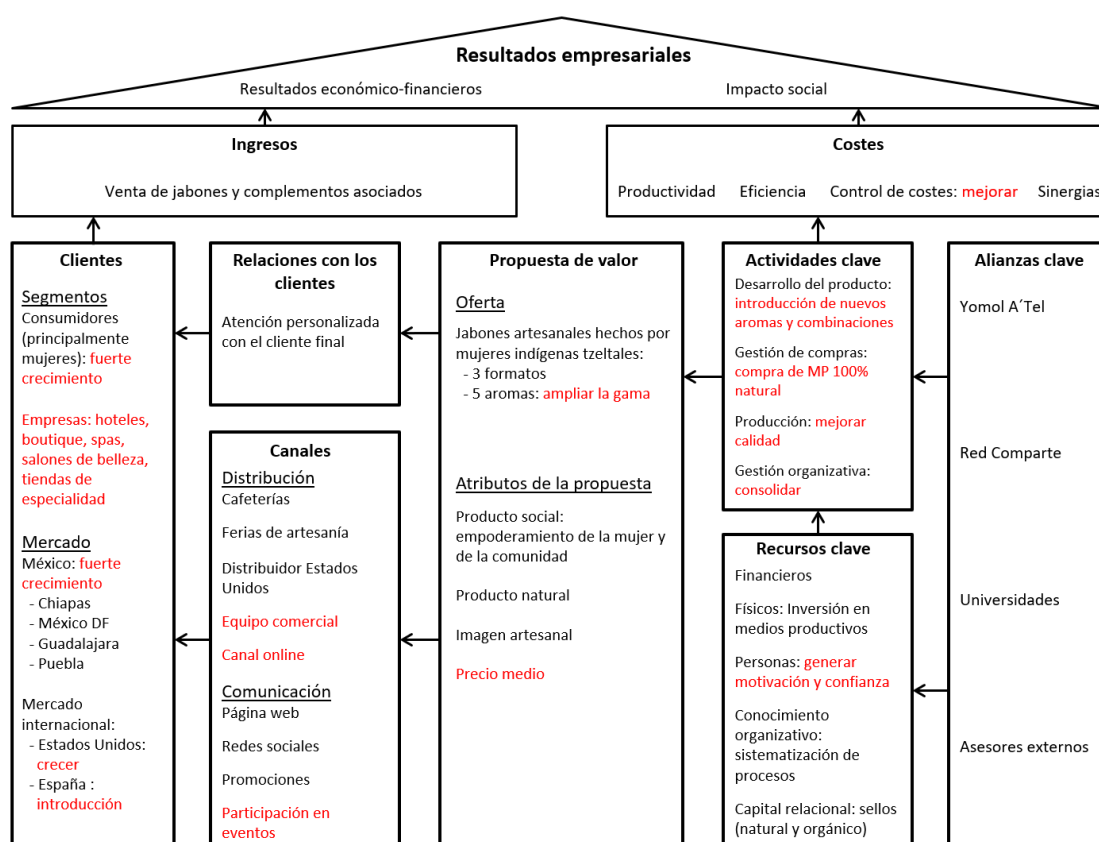 Resultados empresariales
Resultados económico-financieros
Impacto social
Ingresos
Venta de jabones y complementos asociados
Costes
Productividad Eficiencia Control de costes: mejorar Sinergias
Clientes
Segmentos
Consumidores
(principalmente
mujeres): fuerte
crecimiento
Empresas: hoteles,
boutique, spas,
salones de belleza,
tiendas de
especialidad
Mercado
México: fuerte
crecimiento
- Chiapas
- México DF
- Guadalajara
- Puebla
Mercado
internacional:
- Estados Unidos:
crecer
- España :
introducción
Relaciones con los
clientes
Atención personalizada
con el cliente final
Canales
Distribución
Cafeterías
Ferias de artesanía
Distribuidor Estados
Unidos
Equipo comercial
Canal online
Comunicación
Página web
Redes sociales
Promociones
Participación en
eventos
Propuesta de valor
Oferta
Jabones artesanales hechos por
mujeres indígenas tzeltales:
- 3 formatos
- 5 aromas: ampliar la gama
Atributos de la propuesta
Producto social:
empoderamiento de la mujer y
de la comunidad
Producto natural
Imagen artesanal
Precio medio
Actividades clave
Desarrollo del producto:
introducción de nuevos
aromas y combinaciones
Gestión de compras:
compra de MP 100%
natural
Producción: mejorar
calidad
Gestión organizativa:
consolidar
Recursos clave
Financieros
Físicos: Inversión en
medios productivos
Personas: generar
motivación y confianza
Conocimiento
organizativo:
sistematización de
procesos
Capital relacional: sellos
(natural y orgánico)
Alianzas clave
Yomol A´Tel
Red Comparte
Universidades
Asesores externos